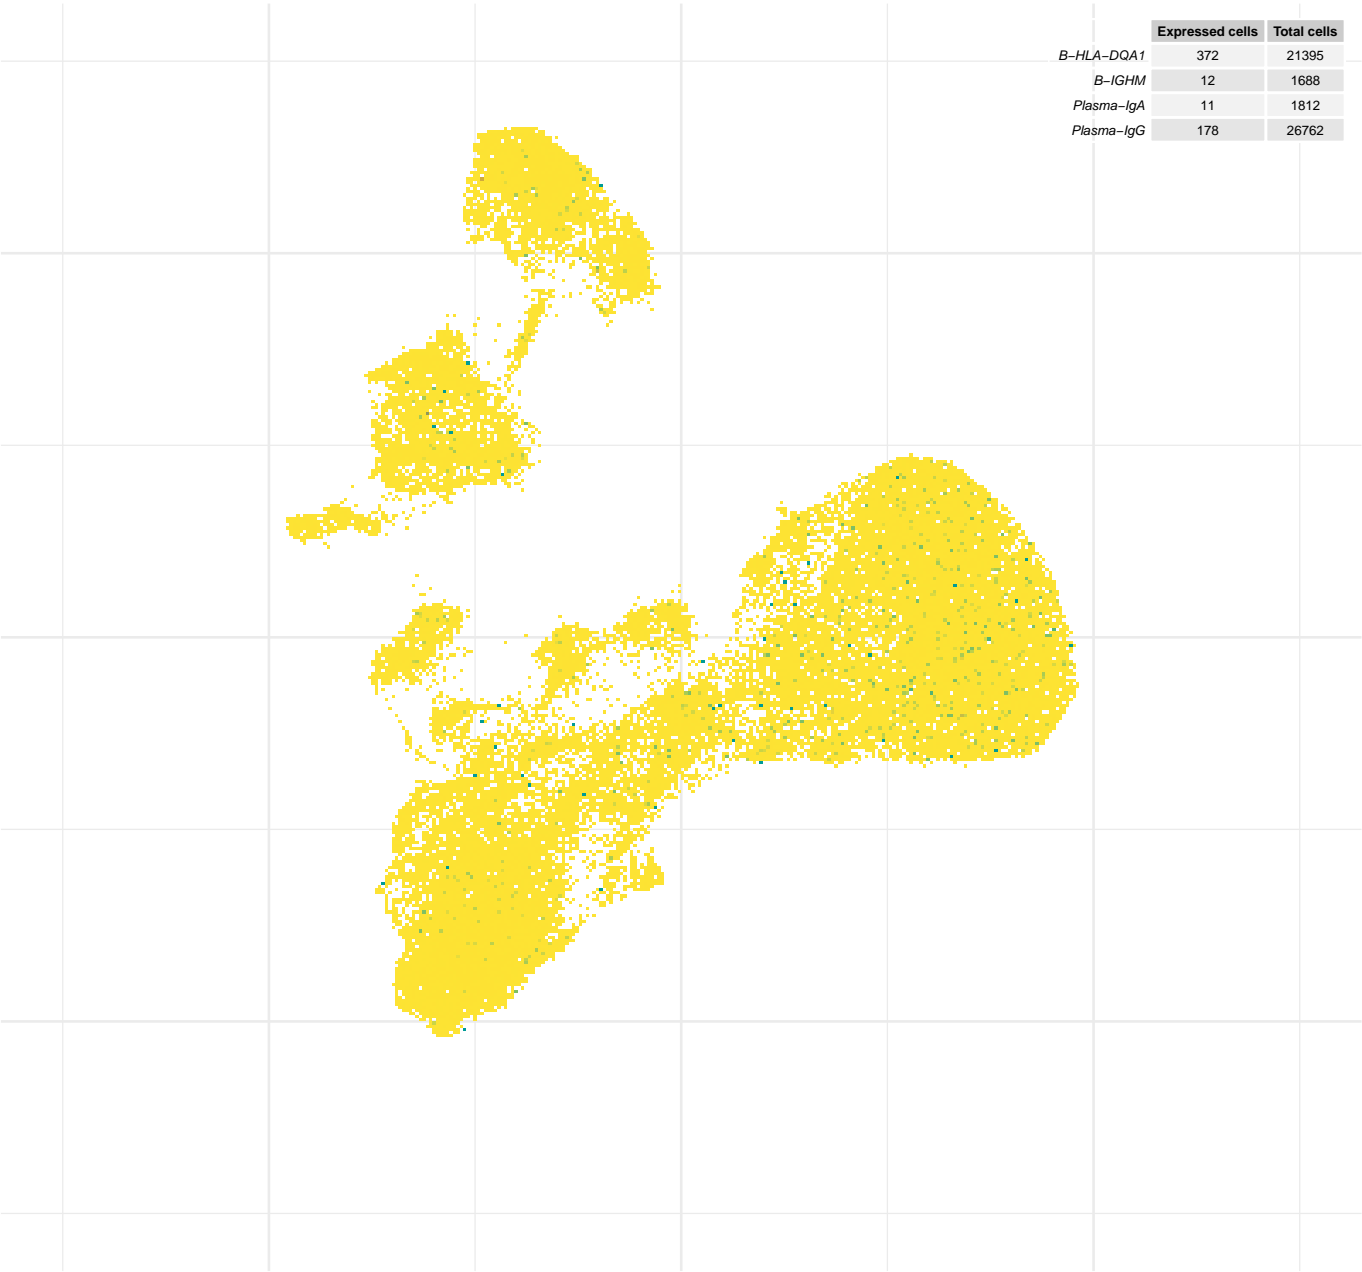 Expressed cells Total cells
B−HLA−DQA1 372 21395
B−IGHM 12 1688
Plasma−IgA 11 1812
Plasma−IgG 178 26762